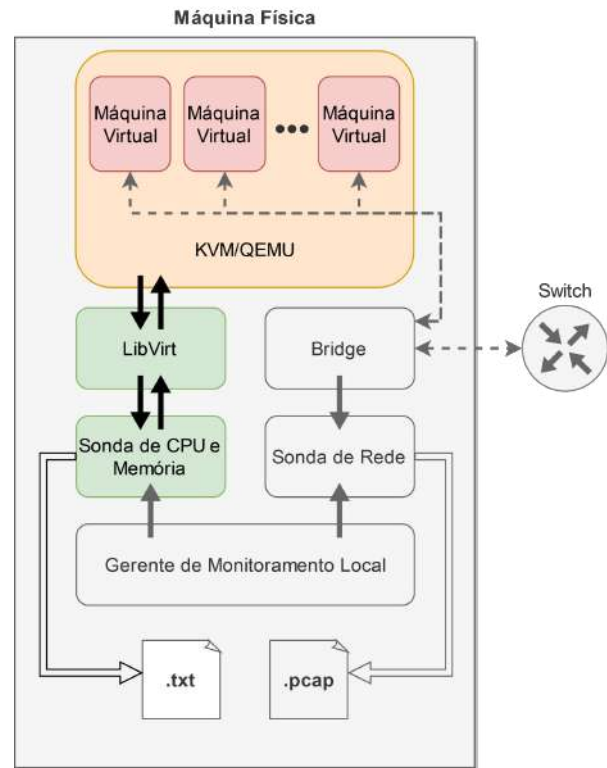 Máquina Física
Máquina
Virtual
Máquina
Virtual
Máquina
Virtual
KVM/QEMU
LibVirt
Bridge
Switch
Sonda de CPU e
Memória
Sonda de Rede
Gerente de Monitoramento Local
.txt
.pcap